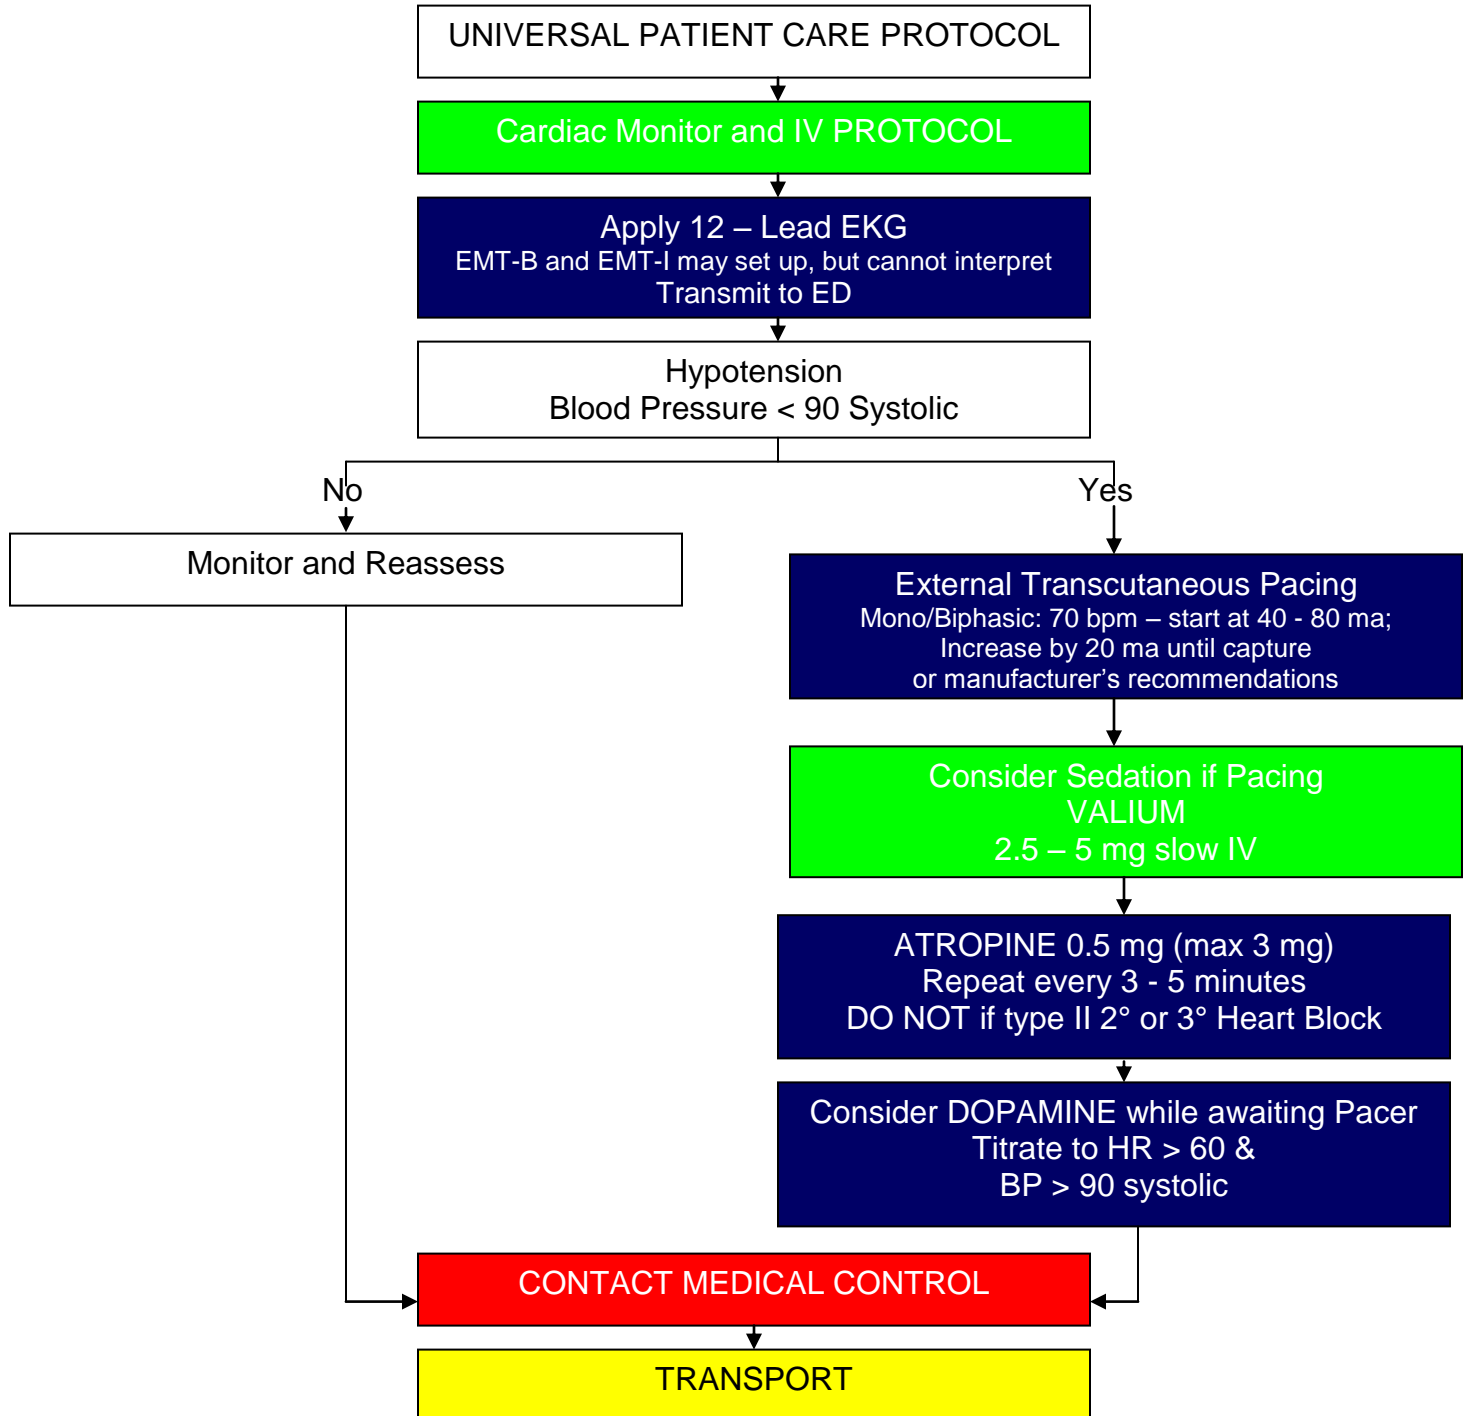 UNIVERSAL PATIENT CARE PROTOCOL
Cardiac Monitor and IV PROTOCOL
Apply 12 – Lead EKG
EMT-B and EMT-I may set up, but cannot interpret
Transmit to ED
Hypotension
Blood Pressure < 90 Systolic
No
Yes
Monitor and Reassess
External Transcutaneous Pacing
Mono/Biphasic: 70 bpm – start at 40 - 80 ma;
Increase by 20 ma until capture
or manufacturer’s recommendations
Consider Sedation if Pacing
VALIUM
2.5 – 5 mg slow IV
ATROPINE 0.5 mg (max 3 mg)
Repeat every 3 - 5 minutes
DO NOT if type II 2° or 3° Heart Block
Consider DOPAMINE while awaiting Pacer
Titrate to HR > 60 &
BP > 90 systolic
CONTACT MEDICAL CONTROL
TRANSPORT